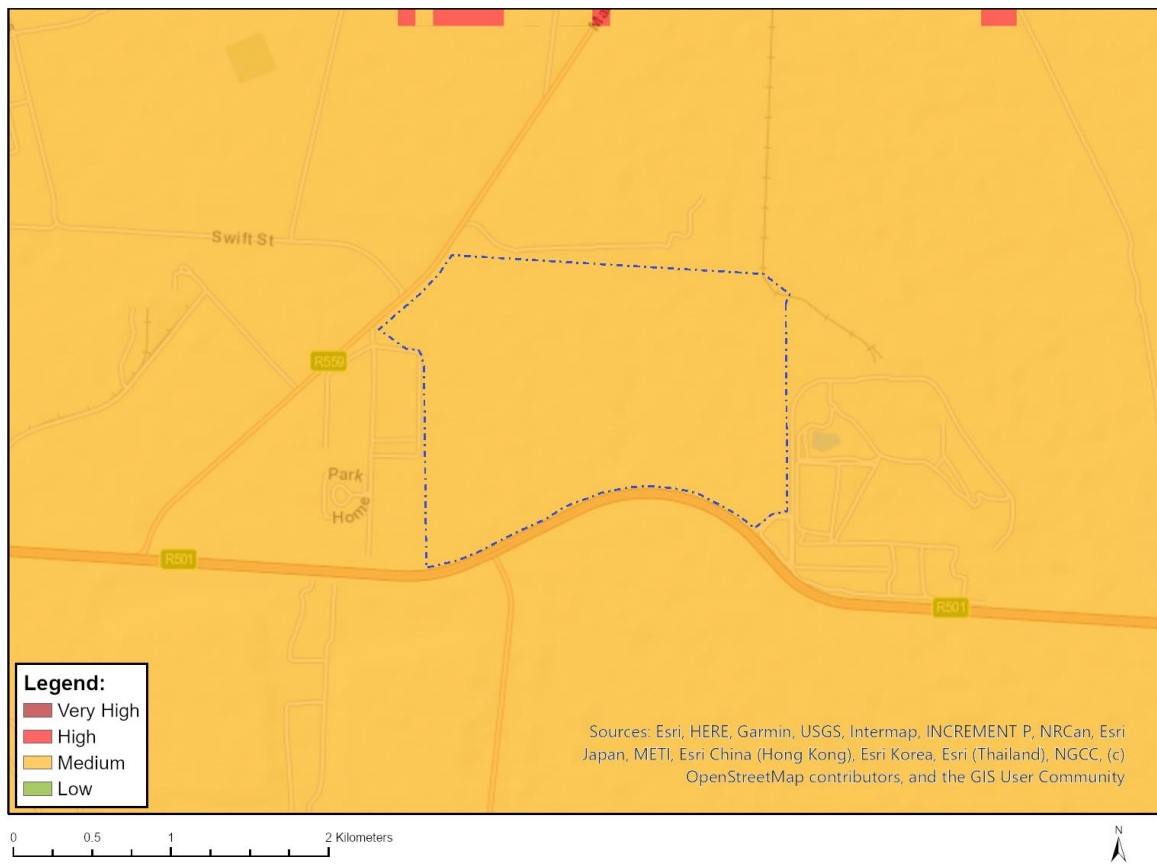 Ma
Swift St
R559
Park
Home
R501
R501
Legend:
Very High
High
Medium
Low
Sources: Esri, HERE, Garmin, USGS, Intermap, INCREMENT P, NRCan, Esri
Japan, METI, Esri China (Hong Kong), Esri Korea, Esri (Thailand), NGCC, (c)
OpenStreetMap contributors, and the GIS User Community
0 0.5 1 2 Kilometers
N